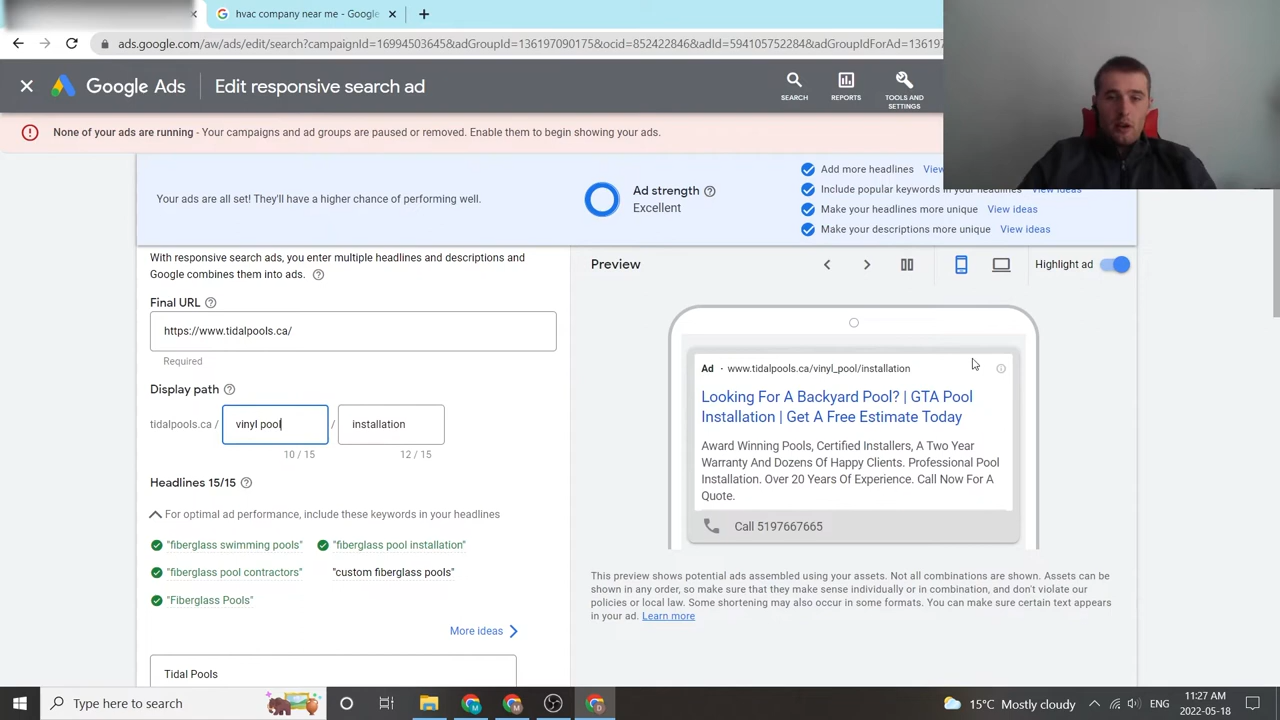 hvac company near me - Google
ads.google.com/aw/ads/edit/search?campaignId=16994503645&adGroupId=136197090175&ocid=852422846&adId=594105752284&adGroupIdForAd=13619
Google Ads
Edit responsive search ad
SEARCH
REPORTS
TOOLS AND
SETTINGS
None of your ads are running - Your campaigns and ad groups are paused or removed. Enable them to begin showing your ads.
Your ads are all set! They'll have a higher chance of performing well.
Ad strength
Excellent
Add more headlines View
Include popular keywords in your headlines View ideas
Make your headlines more unique View ideas
Make your descriptions more unique View ideas
With responsive search ads, you enter multiple headlines and descriptions and
Google combines them into ads.
Final URL
https://www.tidalpools.ca/
Required
Display path
tidalpools.ca / vinyl pool / installation
10 / 15
12 / 15
Headlines 15/15
For optimal ad performance, include these keywords in your headlines
"fiberglass swimming pools"
"fiberglass pool installation"
"fiberglass pool contractors"
"custom fiberglass pools"
"Fiberglass Pools"
More ideas
Tidal Pools
Preview
Highlight ad
Ad · www.tidalpools.ca/vinyl_pool/installation
Looking For A Backyard Pool? | GTA Pool
Installation | Get A Free Estimate Today
Award Winning Pools, Certified Installers, A Two Year
Warranty And Dozens Of Happy Clients. Professional Pool
Installation. Over 20 Years Of Experience. Call Now For A
Quote.
Call 5197667665
This preview shows potential ads assembled using your assets. Not all combinations are shown. Assets can be
shown in any order, so make sure that they make sense individually or in combination, and don't violate our
policies or local law. Some shortening may also occur in some formats. You can make sure certain text appears
in your ad. Learn more
Type here to search
15°C Mostly cloudy
ENG
11:27 AM
2022-05-18